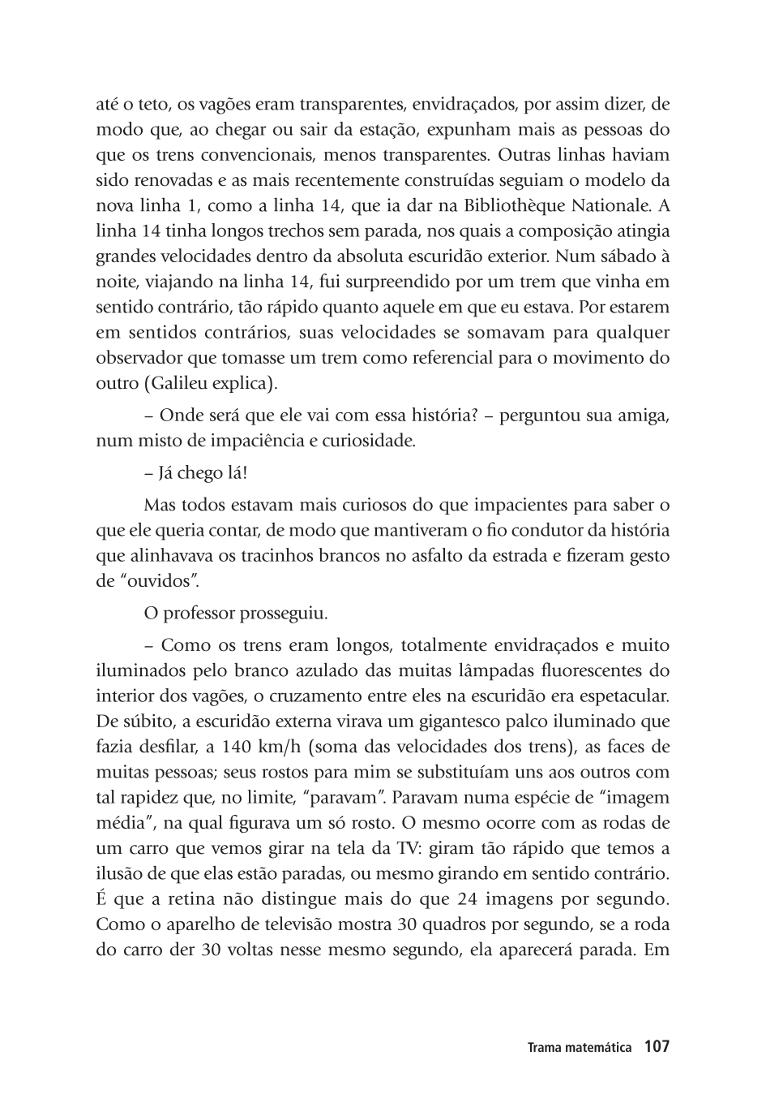 até o teto, os vagões eram transparentes, envidraçados, por assim dizer, de
modo que, ao chegar ou sair da estação, expunham mais as pessoas do
que os trens convencionais, menos transparentes. Outras linhas haviam
sido renovadas e as mais recentemente construídas seguiam o modelo da
nova linha 1, como a linha 14, que ia dar na Bibliothèque Nationale. A
linha 14 tinha longos trechos sem parada, nos quais a composição atingia
grandes velocidades dentro da absoluta escuridão exterior. Num sábado à
noite, viajando na linha 14, fui surpreendido por um trem que vinha em
sentido contrário, tão rápido quanto aquele em que eu estava. Por estarem
em sentidos contrários, suas velocidades se somavam para qualquer
observador que tomasse um trem como referencial para o movimento do
outro (Galileu explica).
– Onde será que ele vai com essa história? – perguntou sua amiga,
num misto de impaciência e curiosidade.
– Já chego lá!
Mas todos estavam mais curiosos do que impacientes para saber o
que ele queria contar, de modo que mantiveram o fio condutor da história
que alinhavava os tracinhos brancos no asfalto da estrada e fizeram gesto
de “ouvidos”.
O professor prosseguiu.
– Como os trens eram longos, totalmente envidraçados e muito
iluminados pelo branco azulado das muitas lâmpadas fluorescentes do
interior dos vagões, o cruzamento entre eles na escuridão era espetacular.
De súbito, a escuridão externa virava um gigantesco palco iluminado que
fazia desfilar, a 140 km/h (soma das velocidades dos trens), as faces de
muitas pessoas; seus rostos para mim se substituíam uns aos outros com
tal rapidez que, no limite, “paravam”. Paravam numa espécie de “imagem
média”, na qual figurava um só rosto. O mesmo ocorre com as rodas de
um carro que vemos girar na tela da TV: giram tão rápido que temos a
ilusão de que elas estão paradas, ou mesmo girando em sentido contrário.
É que a retina não distingue mais do que 24 imagens por segundo.
Como o aparelho de televisão mostra 30 quadros por segundo, se a roda
do carro der 30 voltas nesse mesmo segundo, ela aparecerá parada. Em
Trama matemática 107